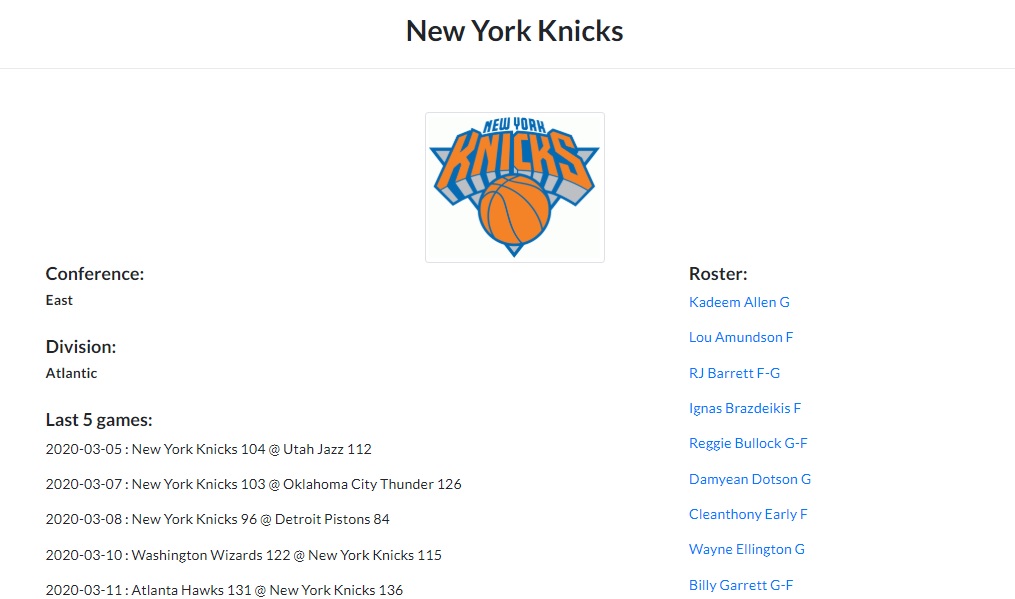 New York Knicks
NEW YORK
KNICKS
Conference:
East
Division:
Atlantic
Last 5 games:
2020-03-05 : New York Knicks 104 @ Utah Jazz 112
2020-03-07 : New York Knicks 103 @ Oklahoma City Thunder 126
2020-03-08 : New York Knicks 96 @ Detroit Pistons 84
2020-03-10 : Washington Wizards 122 @ New York Knicks 115
2020-03-11 : Atlanta Hawks 131 @ New York Knicks 136
Roster:
Kadeem Allen G
Lou Amundson F
RJ Barrett F-G
Ignas Brazdeikis F
Reggie Bullock G-F
Damyean Dotson G
Cleanthony Early F
Wayne Ellington G
Billy Garrett G-F